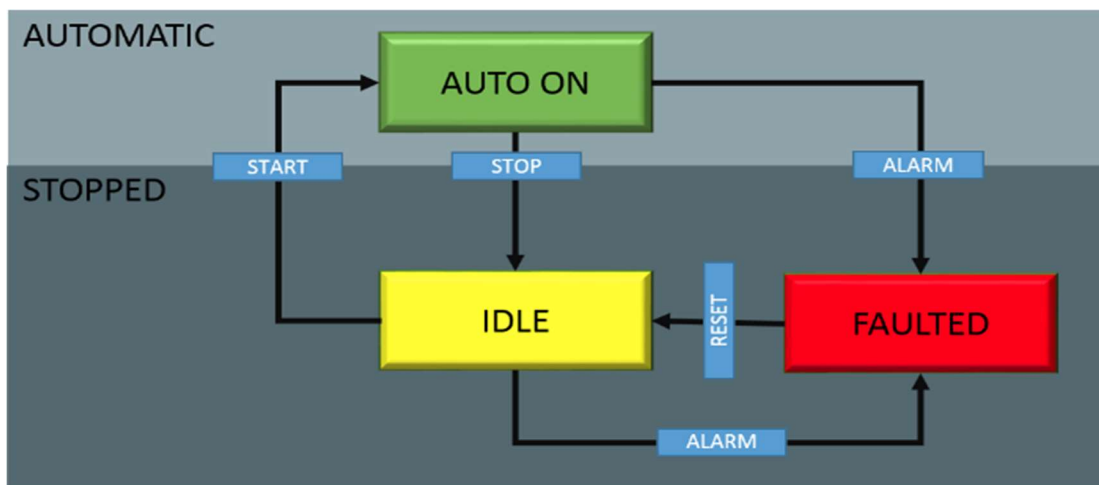 AUTOMATIC
AUTO ON
START
STOP
ALARM
STOPPED
IDLE
RESET
FAULTED
ALARM